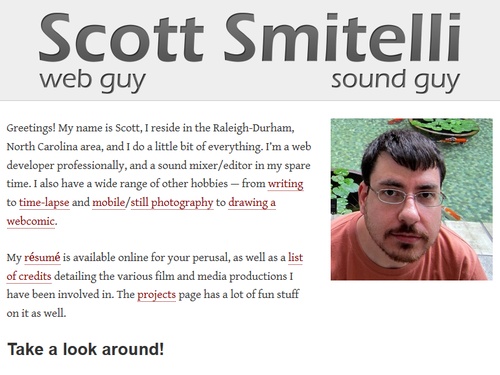 Scott Smitelli
web guy
sound guy
Greetings! My name is Scott, I reside in the Raleigh-Durham,
North Carolina area, and I do a little bit of everything. I'm a web
developer professionally, and a sound mixer/editor in my spare
time. I also have a wide range of other hobbies — from writing
to time-lapse and mobile/still photography to drawing a
webcomic.
My résumé is available online for your perusal, as well as a list
of credits detailing the various film and media productions I
have been involved in. The projects page has a lot of fun stuff
on it as well.
Take a look around!